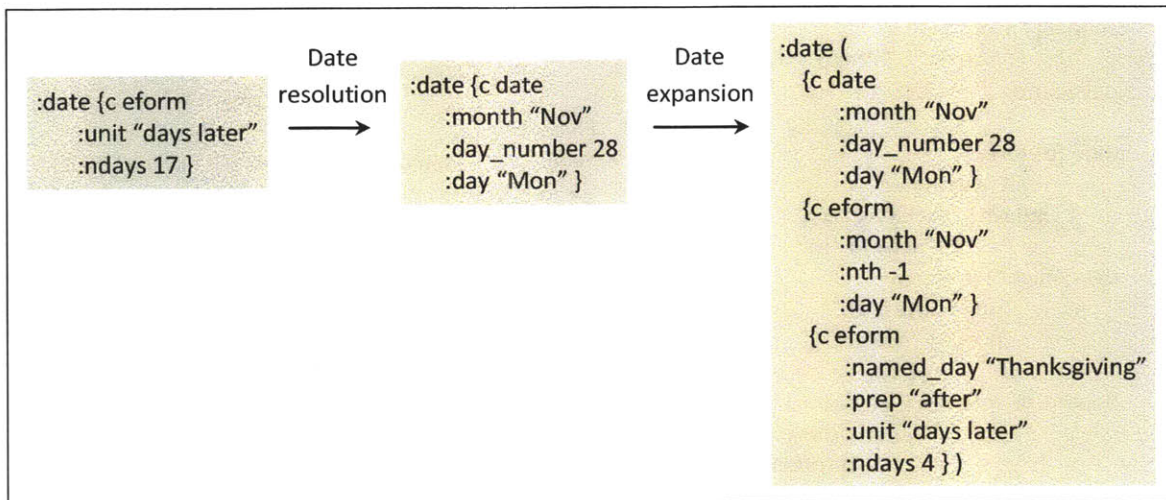 :date {c eform
:unit “days later”
:ndays 17 }
Date
resolution
:date {c date
:month “Nov”
:day_number 28
:day “Mon” }
Date
expansion
:date (
{c date
:month “Nov”
:day_number 28
:day “Mon” }
{c eform
:month “Nov”
:nth -1
:day “Mon” }
{c eform
:named_day “Thanksgiving”
:prep “after”
:unit “days later”
:ndays 4 } )